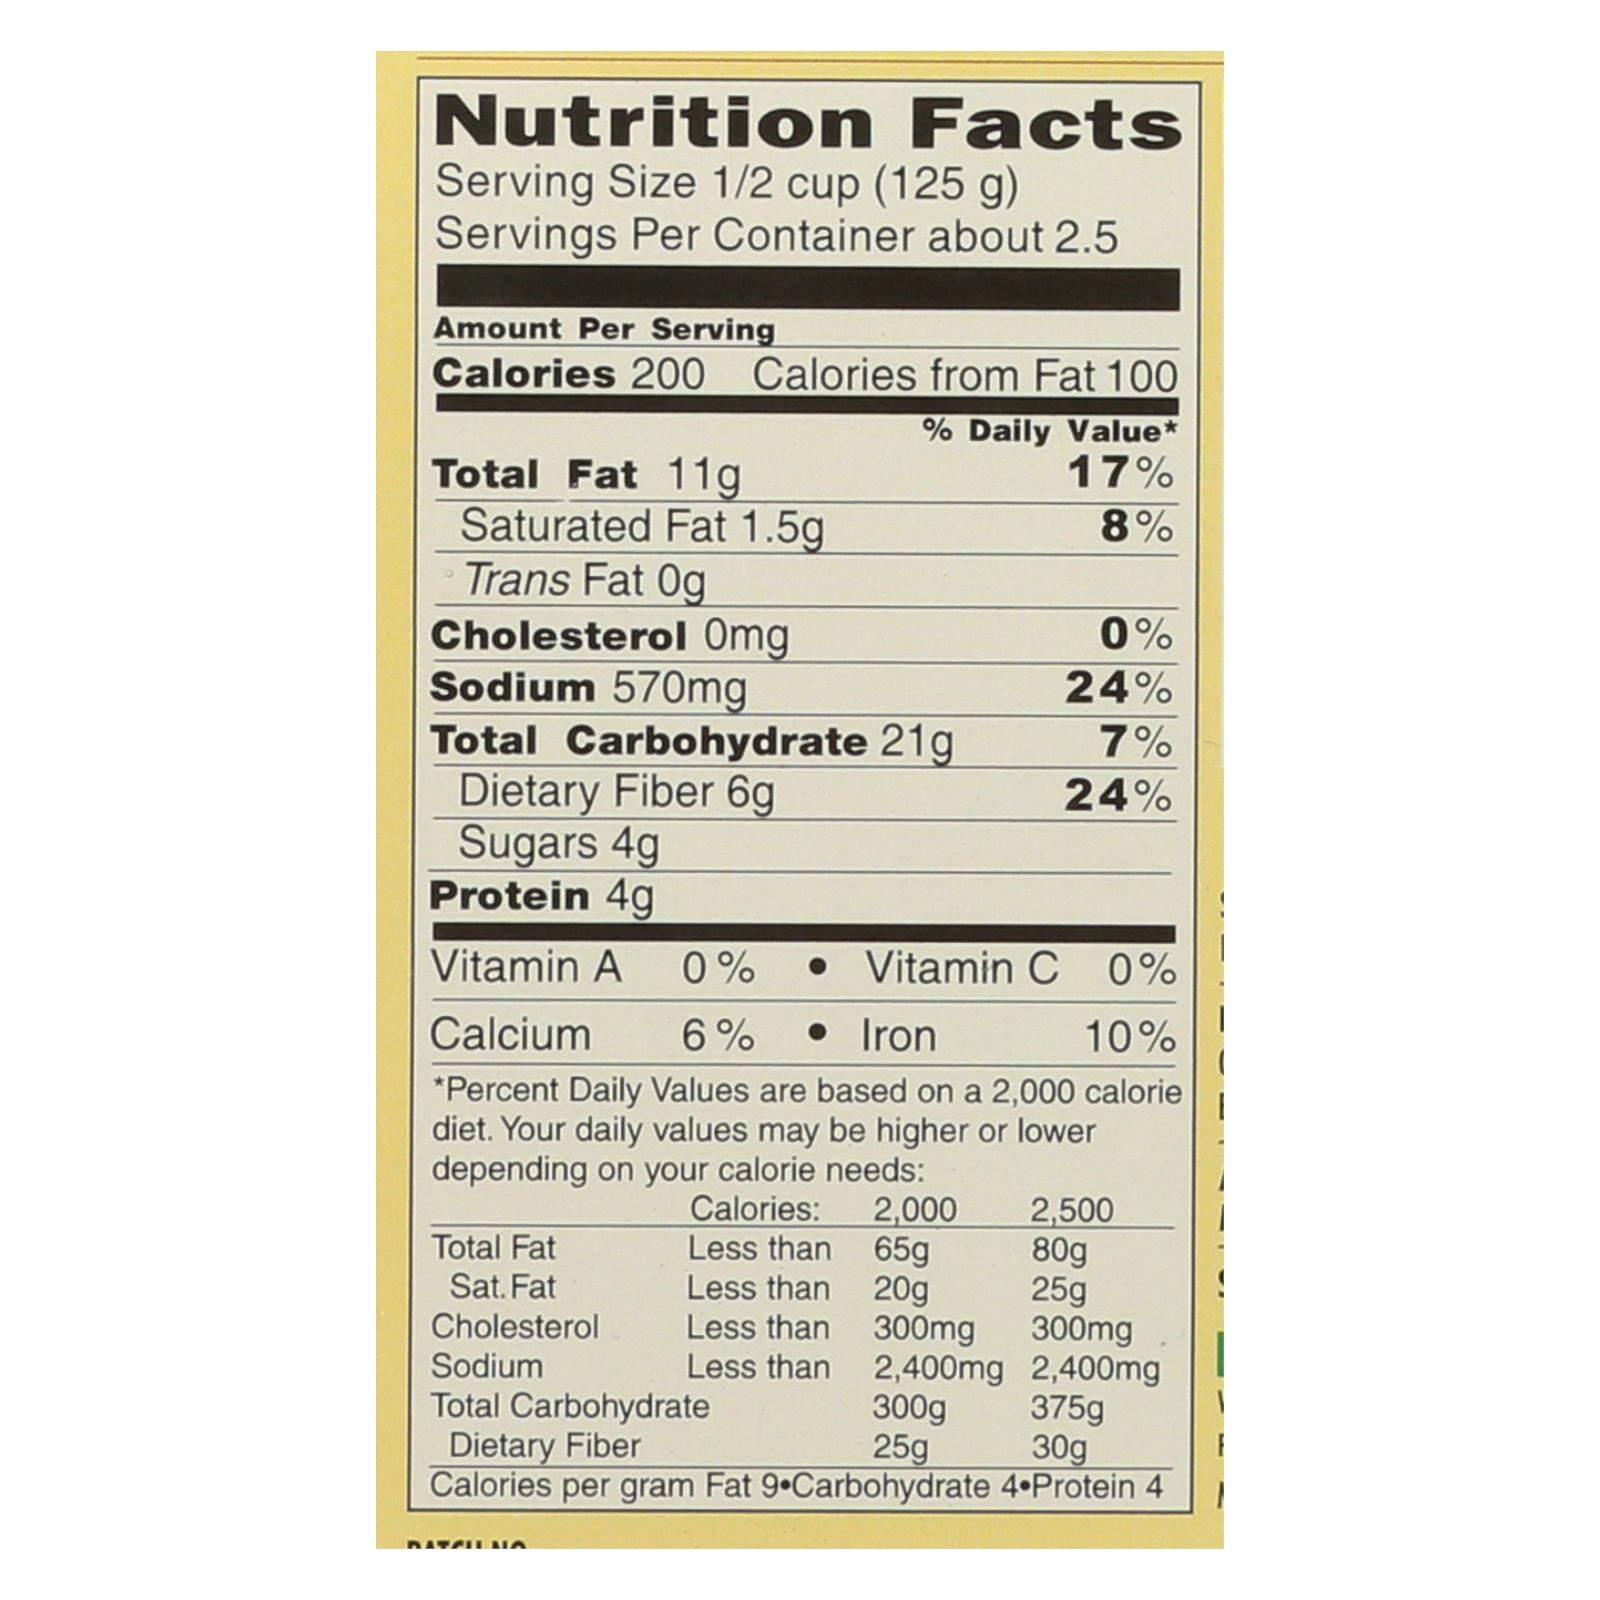 Nutrition Facts
Serving Size 1/2 cup (125 g)
Servings Per Container about 2.5
Amount Per Serving
Calories 200 Calories from Fat 100
% Daily Value*
Total Fat 11g 17%
Saturated Fat 1.5g 8%
Trans Fat 0g
Cholesterol 0mg 0%
Sodium 570mg 24%
Total Carbohydrate 21g 7%
Dietary Fiber 6g 24%
Sugars 4g
Protein 4g
Vitamin A 0% • Vitamin C 0%
Calcium 6% • Iron 10%
*Percent Daily Values are based on a 2,000 calorie
diet. Your daily values may be higher or lower
depending on your calorie needs:
Calories: 2,000 2,500
Total Fat Less than 65g 80g
Sat. Fat Less than 20g 25g
Cholesterol Less than 300mg 300mg
Sodium Less than 2,400mg 2,400mg
Total Carbohydrate 300g 375g
Dietary Fiber 25g 30g
Calories per gram Fat 9•Carbohydrate 4•Protein 4
BATCH NO